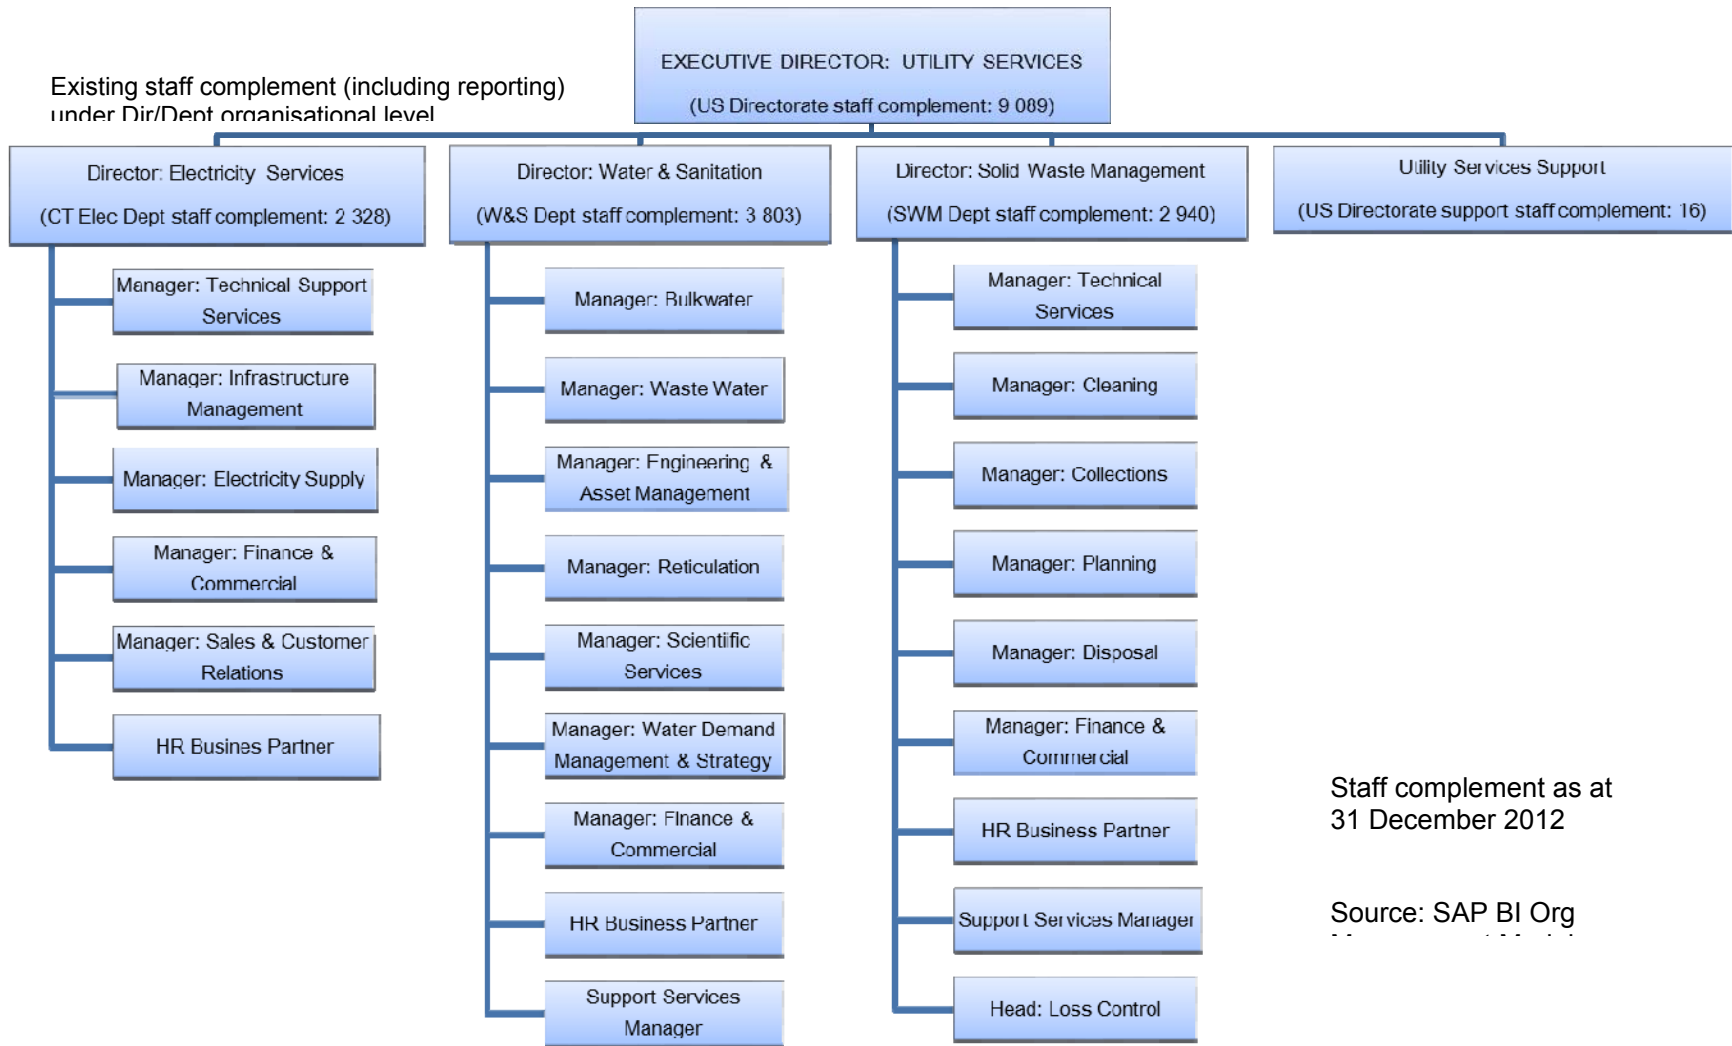 EXECUTIVE DIRECTOR: UTILITY SERVICES
(US Directorate staff complement: 9 089)
Existing staff complement (including reporting)
under Dir/Dept organisational level
Director: Electricity Services
(CT Elec Dept staff complement: 2 328)
Director: Water & Sanitation
(W&S Dept staff complement: 3 803)
Director: Solid Waste Management
(SWM Dept staff complement: 2 940)
Utility Services Support
(US Directorate support staff complement: 16)
Manager: Technical Support
Services
Manager: Infrastructure
Management
Manager: Electricity Supply
Manager: Finance &
Commercial
Manager: Sales & Customer
Relations
HR Busines Partner
Manager: Bulkwater
Manager: Waste Water
Manager: Engineering &
Asset Management
Manager: Reticulation
Manager: Scientific
Services
Manager: Water Demand
Management & Strategy
Manager: Finance &
Commercial
HR Business Partner
Support Services
Manager
Manager: Technical
Services
Manager: Cleaning
Manager: Collections
Manager: Planning
Manager: Disposal
Manager: Finance &
Commercial
HR Business Partner
Support Services Manager
Head: Loss Control
Staff complement as at
31 December 2012
Source: SAP BI Org